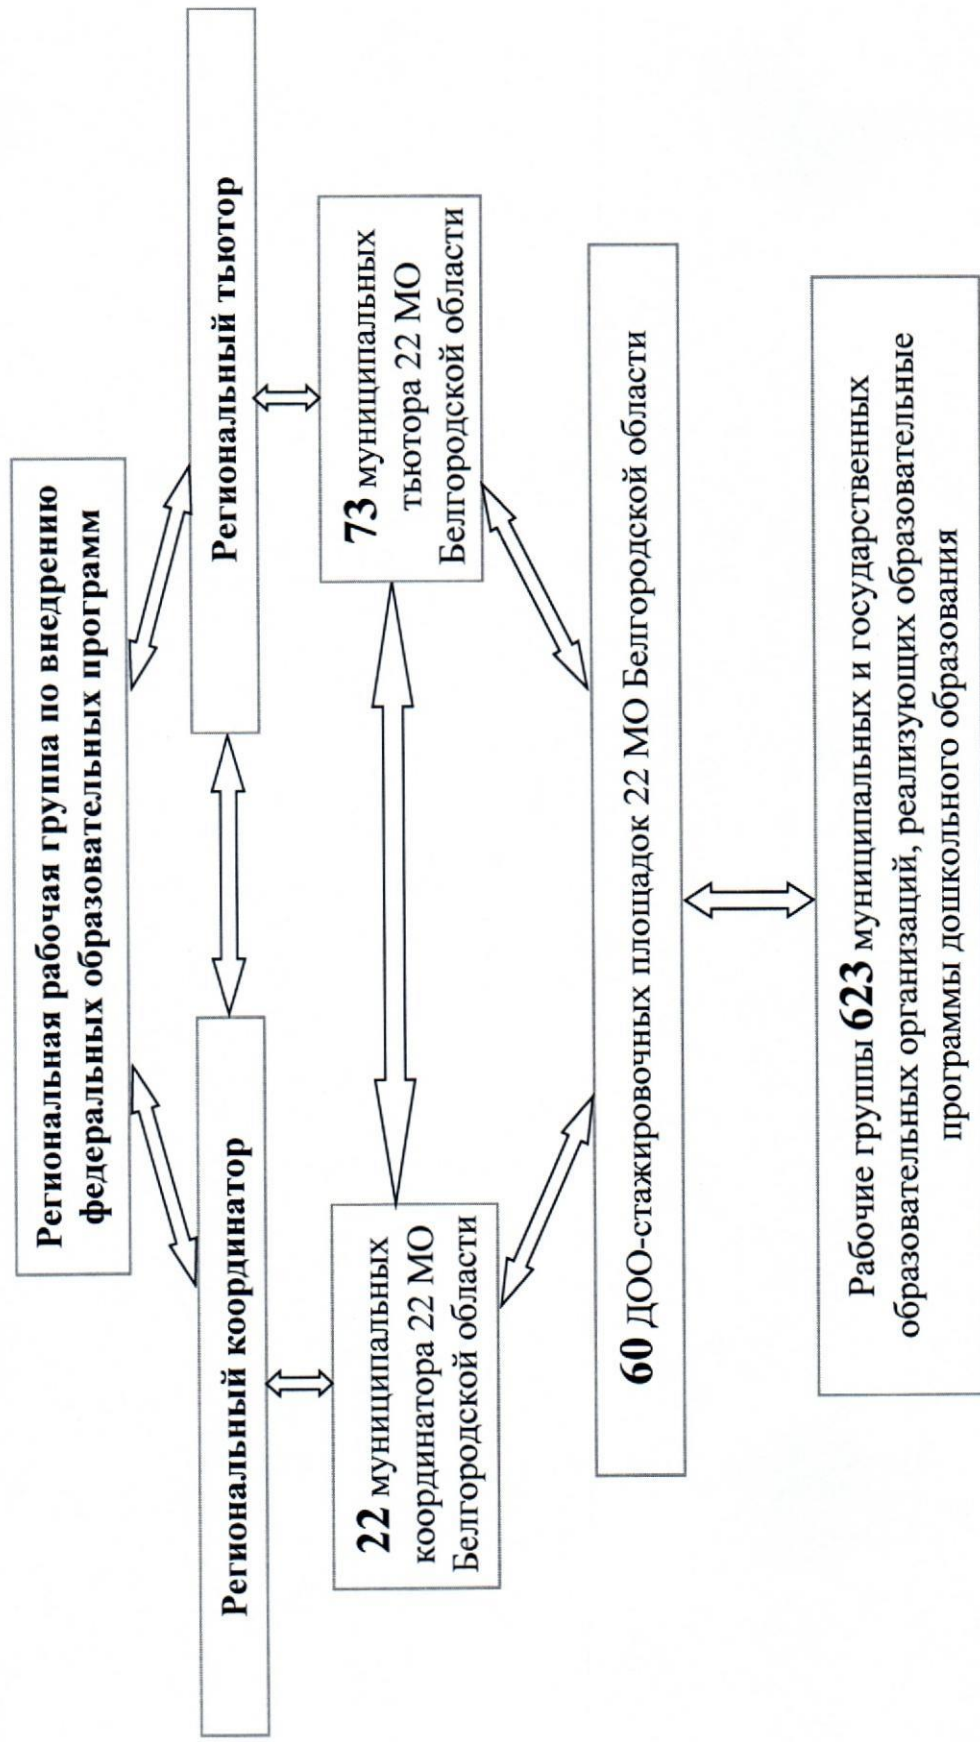 Региональная рабочая группа по внедрению
федеральных образовательных программ
Региональный координатор
Региональный тьютор
22 муниципальных
координатора 22 МО
Белгородской области
73 муниципальных
тьютора 22 МО
Белгородской области
60 ДОО-стажировочных площадок 22 МО Белгородской области
Рабочие группы 623 муниципальных и государственных
образовательных организаций, реализующих образовательные
программы дошкольного образования